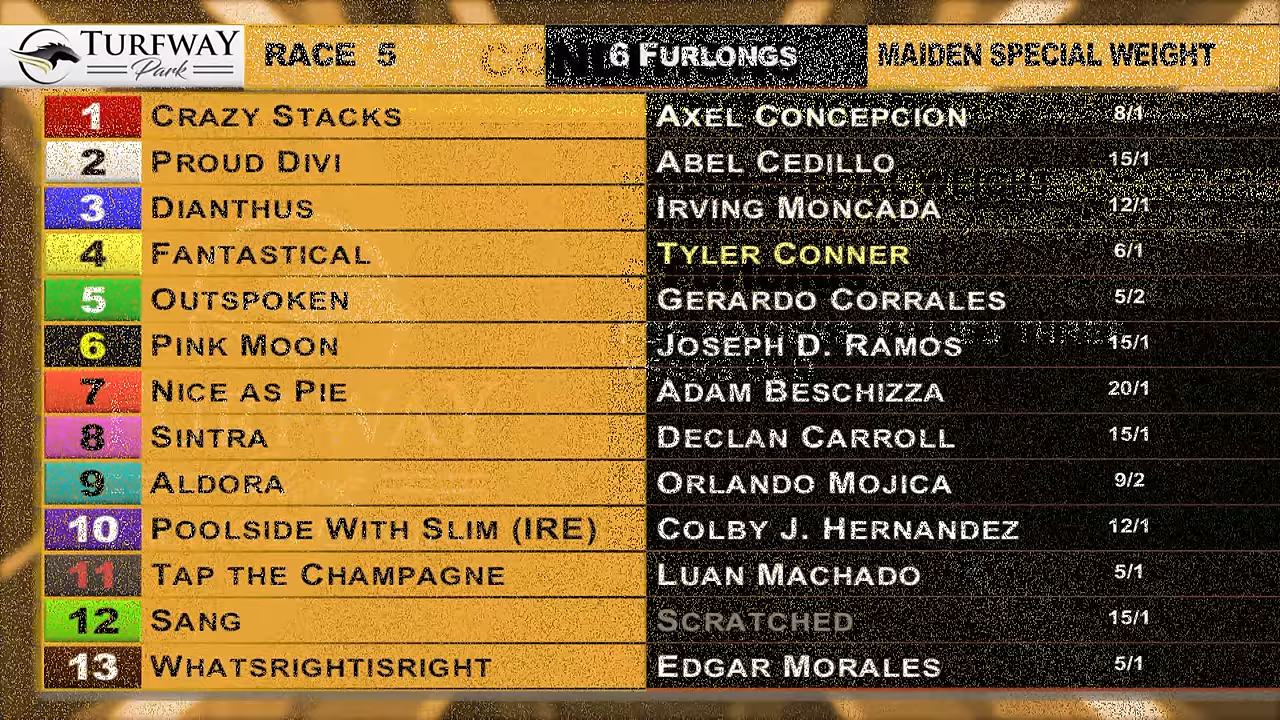 TURFWAY Park RACE 5 6 FURLONGS MAIDEN SPECIAL WEIGHT
1 CRAZY STACKS AXEL CONCEPCION 8/1
2 PROUD DIVI ABEL CEDILLO 15/1
3 DIANTHUS IRVING MONCADA 12/1
4 FANTASTICAL TYLER CONNER 6/1
5 OUTSPOKEN GERARDO CORRALES 5/2
6 PINK MOON JOSEPH D. RAMOS 15/1
7 NICE AS PIE ADAM BESCHIZZA 20/1
8 SINTRA DECLAN CARROLL 15/1
9 ALDORA ORLANDO MOJICA 9/2
10 POOLSIDE WITH SLIM (IRE) COLBY J. HERNANDEZ 12/1
11 TAP THE CHAMPAGNE LUAN MACHADO 5/1
12 SANG SCRATCHED 15/1
13 WHATSRIGHTISRIGHT EDGAR MORALES 5/1